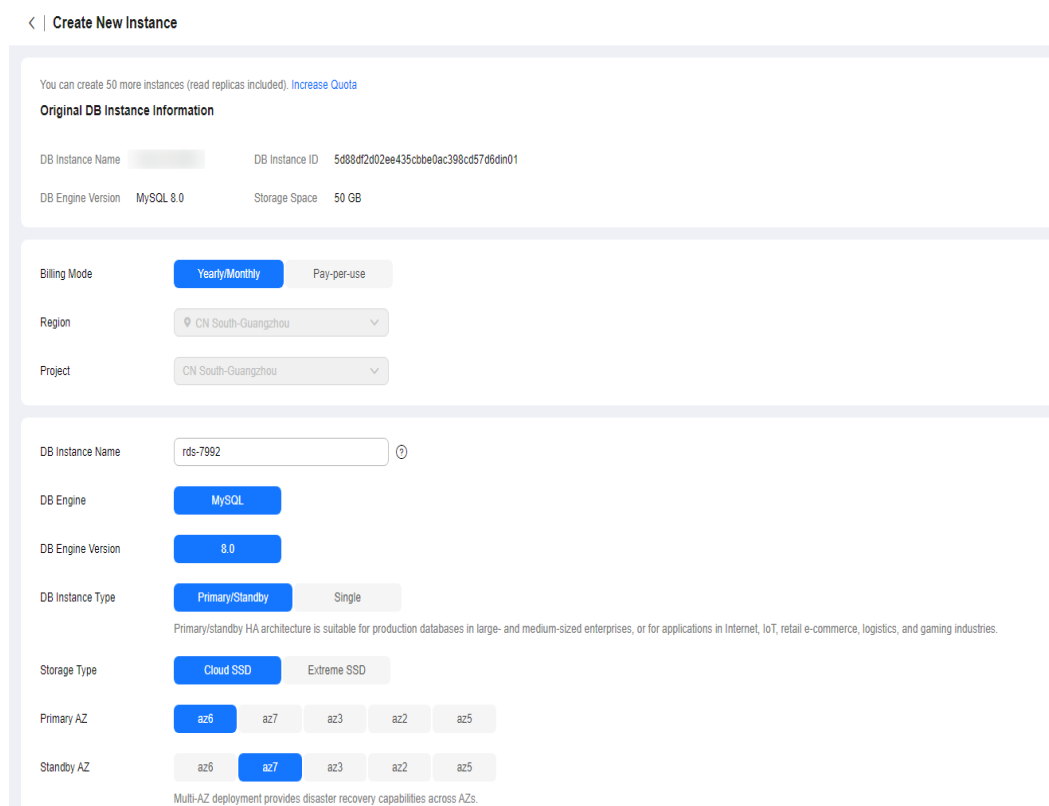 Create New Instance
You can create 50 more instances (read replicas included). Increase Quota
Original DB Instance Information
DB Instance Name DB Instance ID 5d88df2d02ee435cbbe0ac398cd57d6din01
DB Engine Version MySQL 8.0 Storage Space 50 GB
Billing Mode Yearly/Monthly Pay-per-use
Region CN South-Guangzhou
Project CN South-Guangzhou
DB Instance Name rds-7992
DB Engine MySQL
DB Engine Version 8.0
DB Instance Type Primary/Standby Single
Primary/standby HA architecture is suitable for production databases in large- and medium-sized enterprises, or for applications in Internet, IoT, retail e-commerce, logistics, and gaming industries.
Storage Type Cloud SSD Extreme SSD
Primary AZ az6 az7 az3 az2 az5
Standby AZ az6 az7 az3 az2 az5
Multi-AZ deployment provides disaster recovery capabilities across AZs.